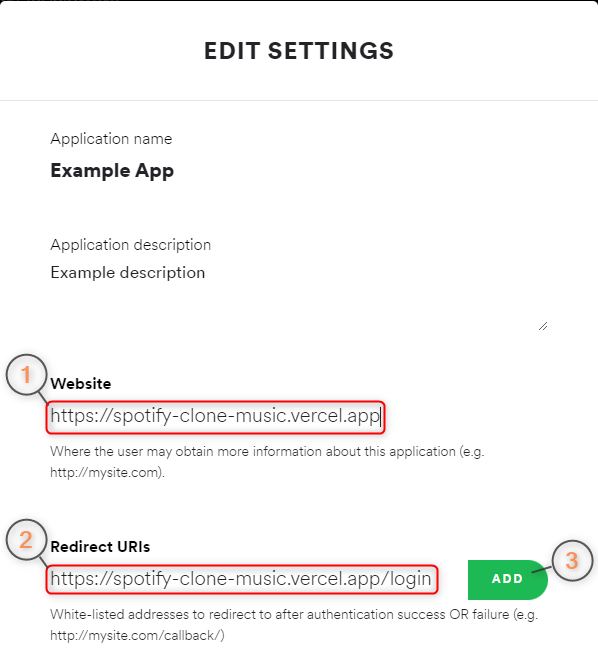 EDIT SETTINGS
Application name
Example App
Application description
Example description
1
Website
https://spotify-clone-music.vercel.app
Where the user may obtain more information about this application (e.g.
http://mysite.com).
2
Redirect URIs
3
https://spotify-clone-music.vercel.app/login
ADD
White-listed addresses to redirect to after authentication success OR failure (e.g.
http://mysite.com/callback/)